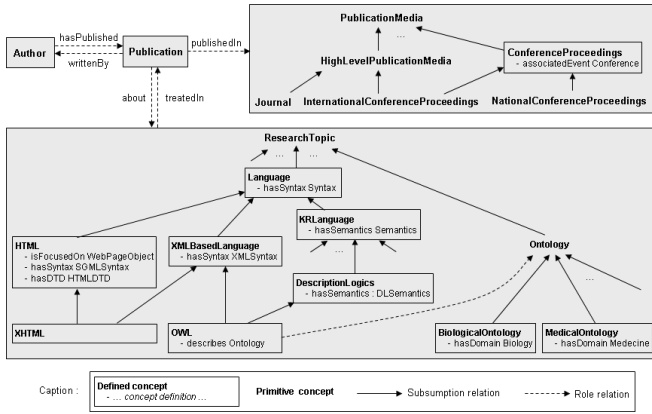 PublicationMedia
...
hasPublished
Author
Publication
publishedIn
writtenBy
HighLevelPublicationMedia
ConferenceProceedings
- associatedEvent Conference
about
treatedIn
Journal
InternationalConferenceProceedings
NationalConferenceProceedings
ResearchTopic
... ...
Language
- hasSyntax Syntax
KRLanguage
- hasSemantics Semantics
HTML
- isFocusedOn WebPageObject
- hasSyntax SGMLSyntax
- hasDTD HTMLDTD
XMLBasedLanguage
- hasSyntax XMLSyntax
Ontology
... ...
DescriptionLogics
- hasSemantics : DLSemantics
...
XHTML
OWL
- describes Ontology
BiologicalOntology
- hasDomain Biology
MedicalOntology
- hasDomain Medecine
Caption :
Defined concept
- ... concept definition ...
Primitive concept
Subsumption relation
Role relation